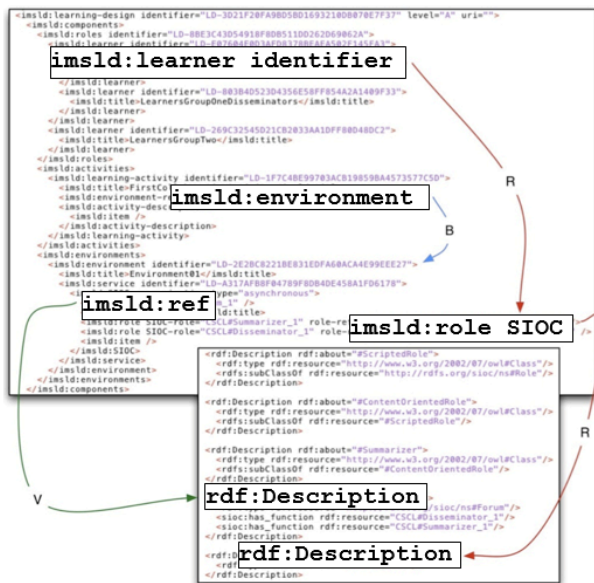 <imsld:learning-design identifier="LD-3D21F20FA9BD5BD1693210DB070E7F37" level="A" uri="">
<imsld:components>
<imsld:roles identifier="LD-8BE3C43D54918F8DB511DD262D69062A">
imsld:learner identifier
</imsld:learner>
<imsld:learner identifier="LD-803B4D523D4356E58FF854A2A1409F33">
<imsld:title>LearnersGroupOneDisseminators</imsld:title>
</imsld:learner>
</imsld:learner>
<imsld:learner identifier="LD-269C32545D21CB2033AA1DFF80D48DC2">
<imsld:title>LearnersGroupTwo</imsld:title>
</imsld:learner>
</imsld:roles>
R
<imsld:activities>
<imsld:learning-activity identifier="LD-1F7C4BE99703ACB19859BA4573577C5D">
<imsld:title>FirstCo
imsld:environment
<imsld:environment-re
<imsld:activity-desc
<imsld:item />
</imsld:activity-description>
B
</imsld:learning-activity>
</imsld:activities>
<imsld:environments>
<imsld:environment identifier="LD-2E2BC8221BE831EDFA60ACA4E99EEE27">
<imsld:title>Environment01</imsld:title>
<imsld:service identifier="LD-A317AFB8F04789F8DB4DE458A1FD6178">
type="asynchronous">
imsld:ref
<imsld:role SIOC-role="CSCL#Summarizer_1" role-re
imsld:role SIOC
<imsld:role SIOC-role="CSCL#Disseminator_1" role-re
<imsld:item />
</imsld:SIOC>
</imsld:service>
</imsld:environment>
</imsld:environments>
</imsld:components>
<rdf:Description rdf:about="#ScriptedRole">
<rdf:type rdf:resource="http://www.w3.org/2002/07/owl#Class"/>
<rdfs:subClassOf rdf:resource="http://rdfs.org/sioc/ns#Role"/>
</rdf:Description>
<rdf:Description rdf:about="#ContentOrientedRole">
<rdf:type rdf:resource="http://www.w3.org/2002/07/owl#Class"/>
<rdfs:subClassOf rdf:resource="#ScriptedRole"/>
</rdf:Description>
R
<rdf:Description rdf:about="#Summarizer">
<rdf:type rdf:resource="http://www.w3.org/2002/07/owl#Class"/>
<rdfs:subClassOf rdf:resource="#ContentOrientedRole"/>
</rdf:Description>
V
rdf:Description
/sioc/ns#Forum"/>
<sioc:has_function rdf:resource="CSCL#Disseminator_1"/>
<sioc:has_function rdf:resource="CSCL#Summarizer_1"/>
</rdf:Description>
rdf:Description
</rdf:Description>